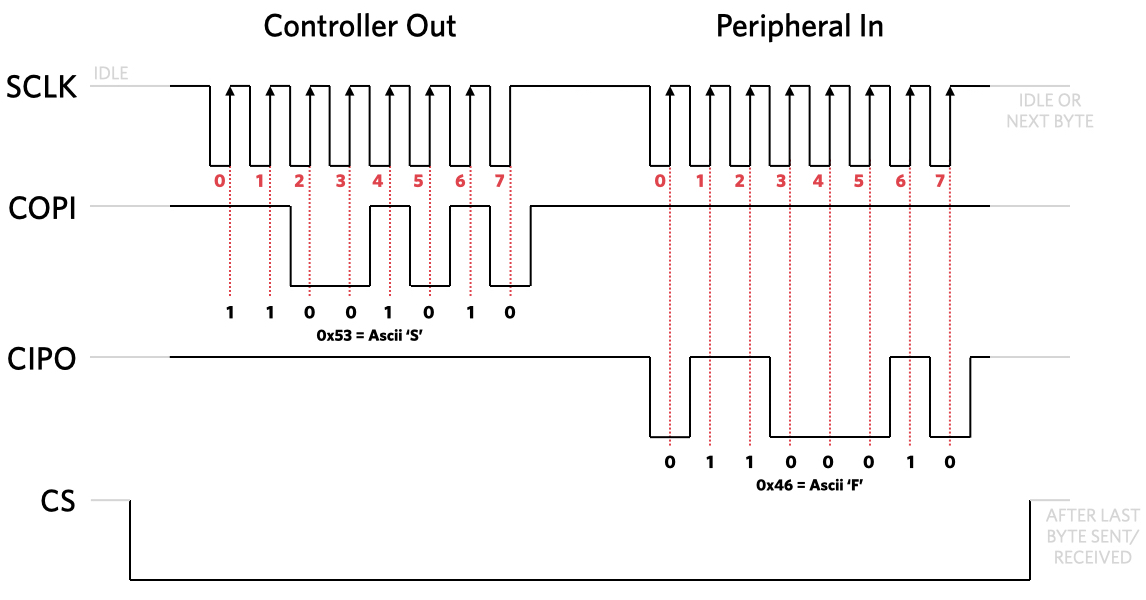 Controller Out
Peripheral In
SCLK
IDLE
IDLE OR
NEXT BYTE
0 1 2 3 4 5 6 7
0 1 2 3 4 5 6 7
COPI
1 1 0 0 1 0 1 0
0x53 = Ascii ‘S’
CIPO
0 1 1 0 0 0 1 0
0x46 = Ascii ‘F’
CS
AFTER LAST
BYTE SENT/
RECEIVED